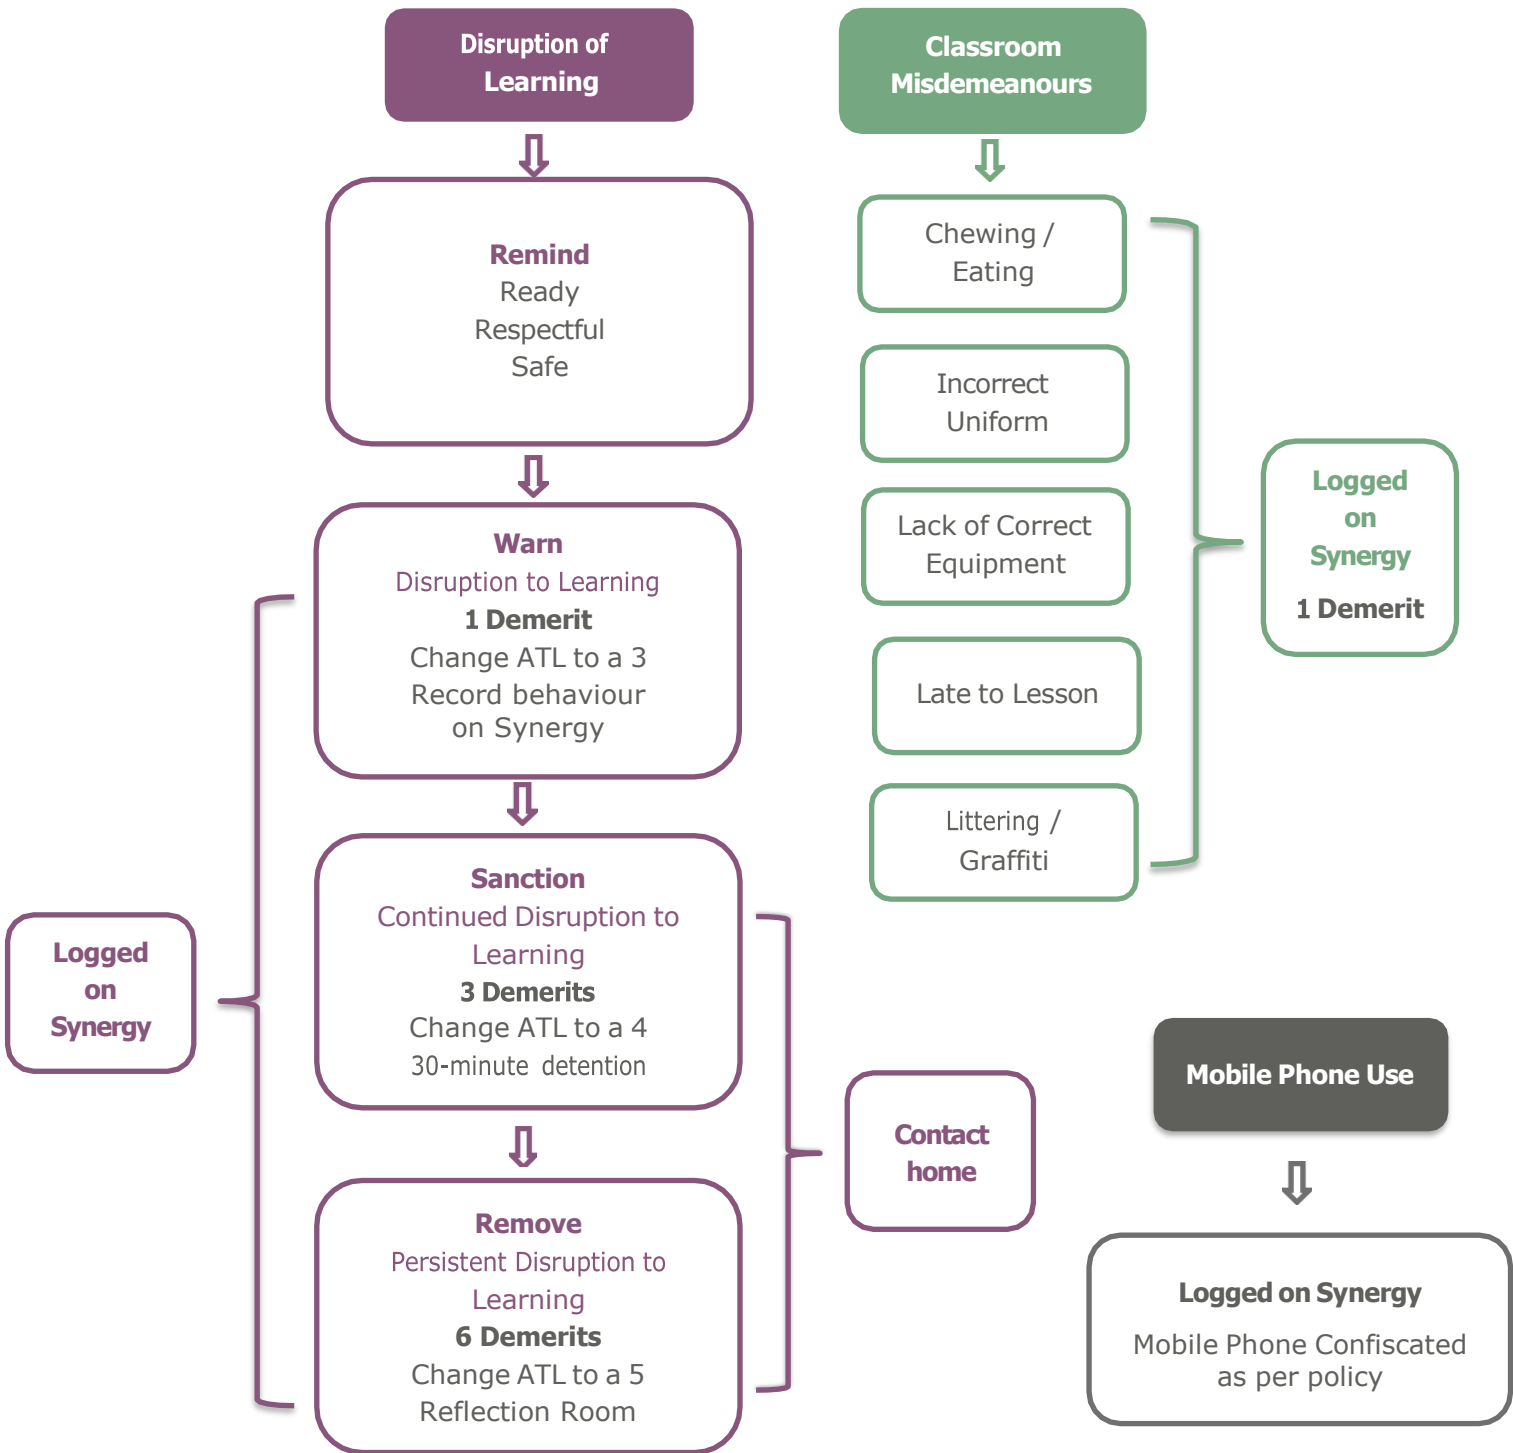 Disruption of
Learning
Remind
Ready
Respectful
Safe
Warn
Disruption to Learning
1 Demerit
Change ATL to a 3
Record behaviour
on Synergy
Sanction
Continued Disruption to
Learning
3 Demerits
Change ATL to a 4
30-minute detention
Remove
Persistent Disruption to
Learning
6 Demerits
Change ATL to a 5
Reflection Room
Logged
on
Synergy
Contact
home
Classroom
Misdemeanours
Chewing /
Eating
Incorrect
Uniform
Lack of Correct
Equipment
Late to Lesson
Littering /
Graffiti
Logged
on
Synergy
1 Demerit
Mobile Phone Use
Logged on Synergy
Mobile Phone Confiscated
as per policy